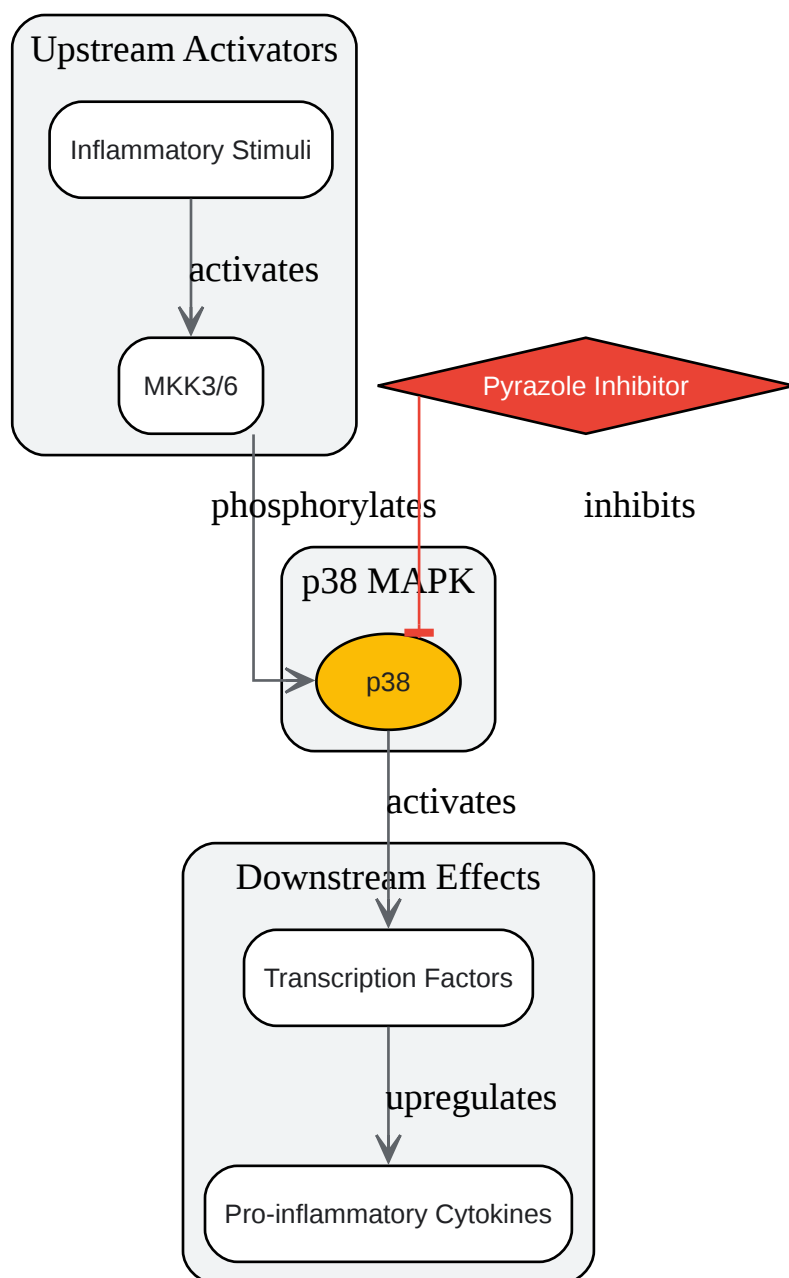 Upstream Activators
Inflammatory Stimuli
activates
MKK3/6
Pyrazole Inhibitor
phosphorylates
inhibits
p38 MAPK
p38
activates
Downstream Effects
Transcription Factors
upregulates
Pro-inflammatory Cytokines